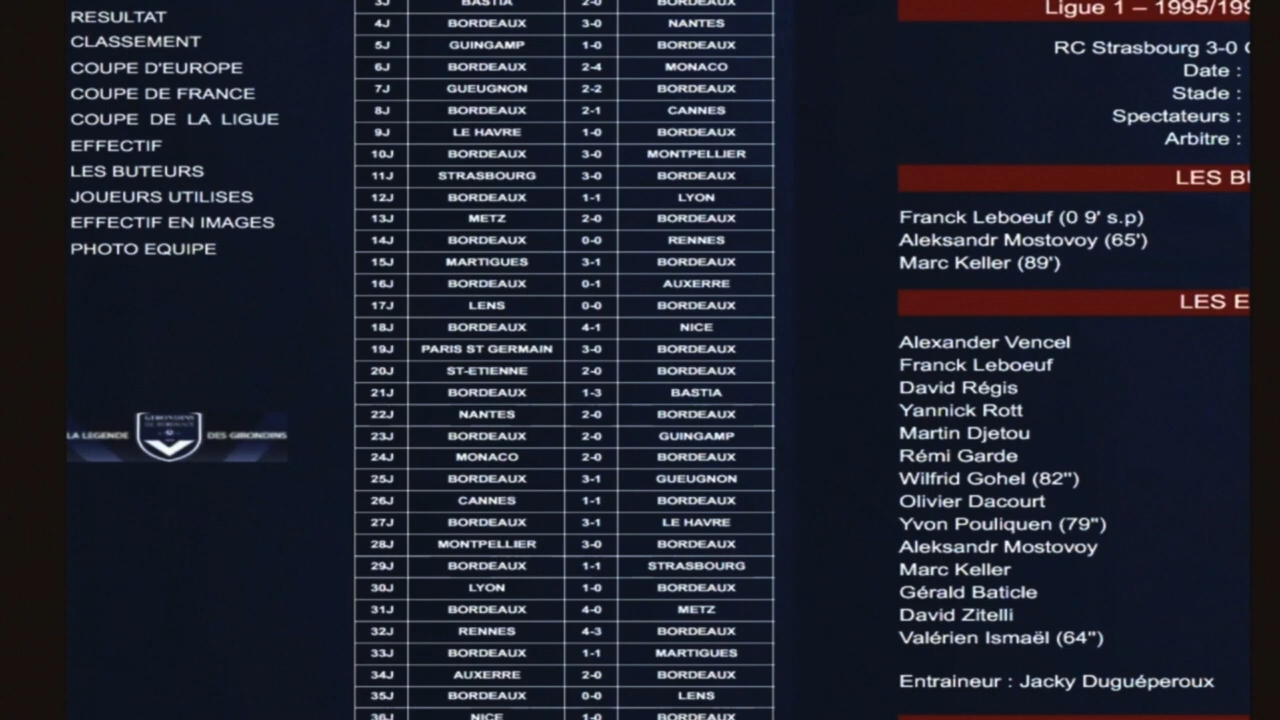 RESULTAT
CLASSEMENT
COUPE D'EUROPE
COUPE DE FRANCE
COUPE DE LA LIGUE
EFFECTIF
LES BUTEURS
JOUEURS UTILISES
EFFECTIF EN IMAGES
PHOTO EQUIPE
LA LEGENDE GIRONDINS DE BORDEAUX DES GIRONDINS
3J BASTIA 2-0 BORDEAUX
4J BORDEAUX 3-0 NANTES
5J GUINGAMP 1-0 BORDEAUX
6J BORDEAUX 2-4 MONACO
7J GUEUGNON 2-2 BORDEAUX
8J BORDEAUX 2-1 CANNES
9J LE HAVRE 1-0 BORDEAUX
10J BORDEAUX 3-0 MONTPELLIER
11J STRASBOURG 3-0 BORDEAUX
12J BORDEAUX 1-1 LYON
13J METZ 2-0 BORDEAUX
14J BORDEAUX 0-0 RENNES
15J MARTIGUES 3-1 BORDEAUX
16J BORDEAUX 0-1 AUXERRE
17J LENS 0-0 BORDEAUX
18J BORDEAUX 4-1 NICE
19J PARIS ST GERMAIN 3-0 BORDEAUX
20J ST-ETIENNE 2-0 BORDEAUX
21J BORDEAUX 1-3 BASTIA
22J NANTES 2-0 BORDEAUX
23J BORDEAUX 2-0 GUINGAMP
24J MONACO 2-0 BORDEAUX
25J BORDEAUX 3-1 GUEUGNON
26J CANNES 1-1 BORDEAUX
27J BORDEAUX 3-1 LE HAVRE
28J MONTPELLIER 3-0 BORDEAUX
29J BORDEAUX 1-1 STRASBOURG
30J LYON 1-0 BORDEAUX
31J BORDEAUX 4-0 METZ
32J RENNES 4-3 BORDEAUX
33J BORDEAUX 1-1 MARTIGUES
34J AUXERRE 2-0 BORDEAUX
35J BORDEAUX 0-0 LENS
36J NICE 1-0 BORDEAUX
Ligue 1 – 1995/199
RC Strasbourg 3-0
Date :
Stade :
Spectateurs :
Arbitre :
LES BU
Franck Leboeuf (0 9' s.p)
Aleksandr Mostovoy (65')
Marc Keller (89')
LES E
Alexander Vencel
Franck Leboeuf
David Régis
Yannick Rott
Martin Djetou
Rémi Garde
Wilfrid Gohel (82'')
Olivier Dacourt
Yvon Pouliquen (79'')
Aleksandr Mostovoy
Marc Keller
Gérald Baticle
David Zitelli
Valérien Ismaël (64'')
Entraineur : Jacky Duguéperoux